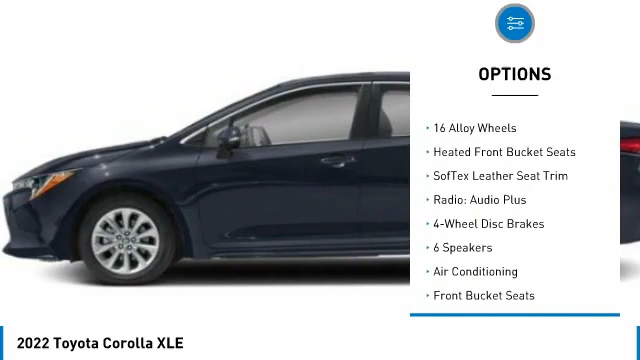 OPTIONS
16 Alloy Wheels
Heated Front Bucket Seats
SofTex Leather Seat Trim
Radio: Audio Plus
4-Wheel Disc Brakes
6 Speakers
Air Conditioning
Front Bucket Seats
2022 Toyota Corolla XLE